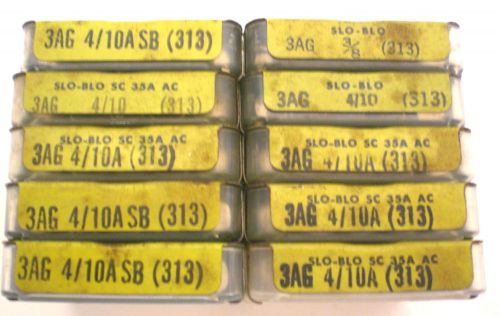 3AG 4/10A SB (313)
SLO-BLO SC 35A AC
3AG 4/10 (313)
SLO-BLO SC 35A AC
3AG 4/10A (313)
3AG 4/10A SB (313)
3AG 4/10A SB (313)
SLO-BLO
3AG 3/8 (313)
SLO-BLO
3AG 4/10 (313)
SLO-BLO SC 35A AC
3AG 4/10A (313)
SLO-BLO SC 35A AC
3AG 4/10A (313)
SLO-BLO SC 35A AC
3AG 4/10A (313)